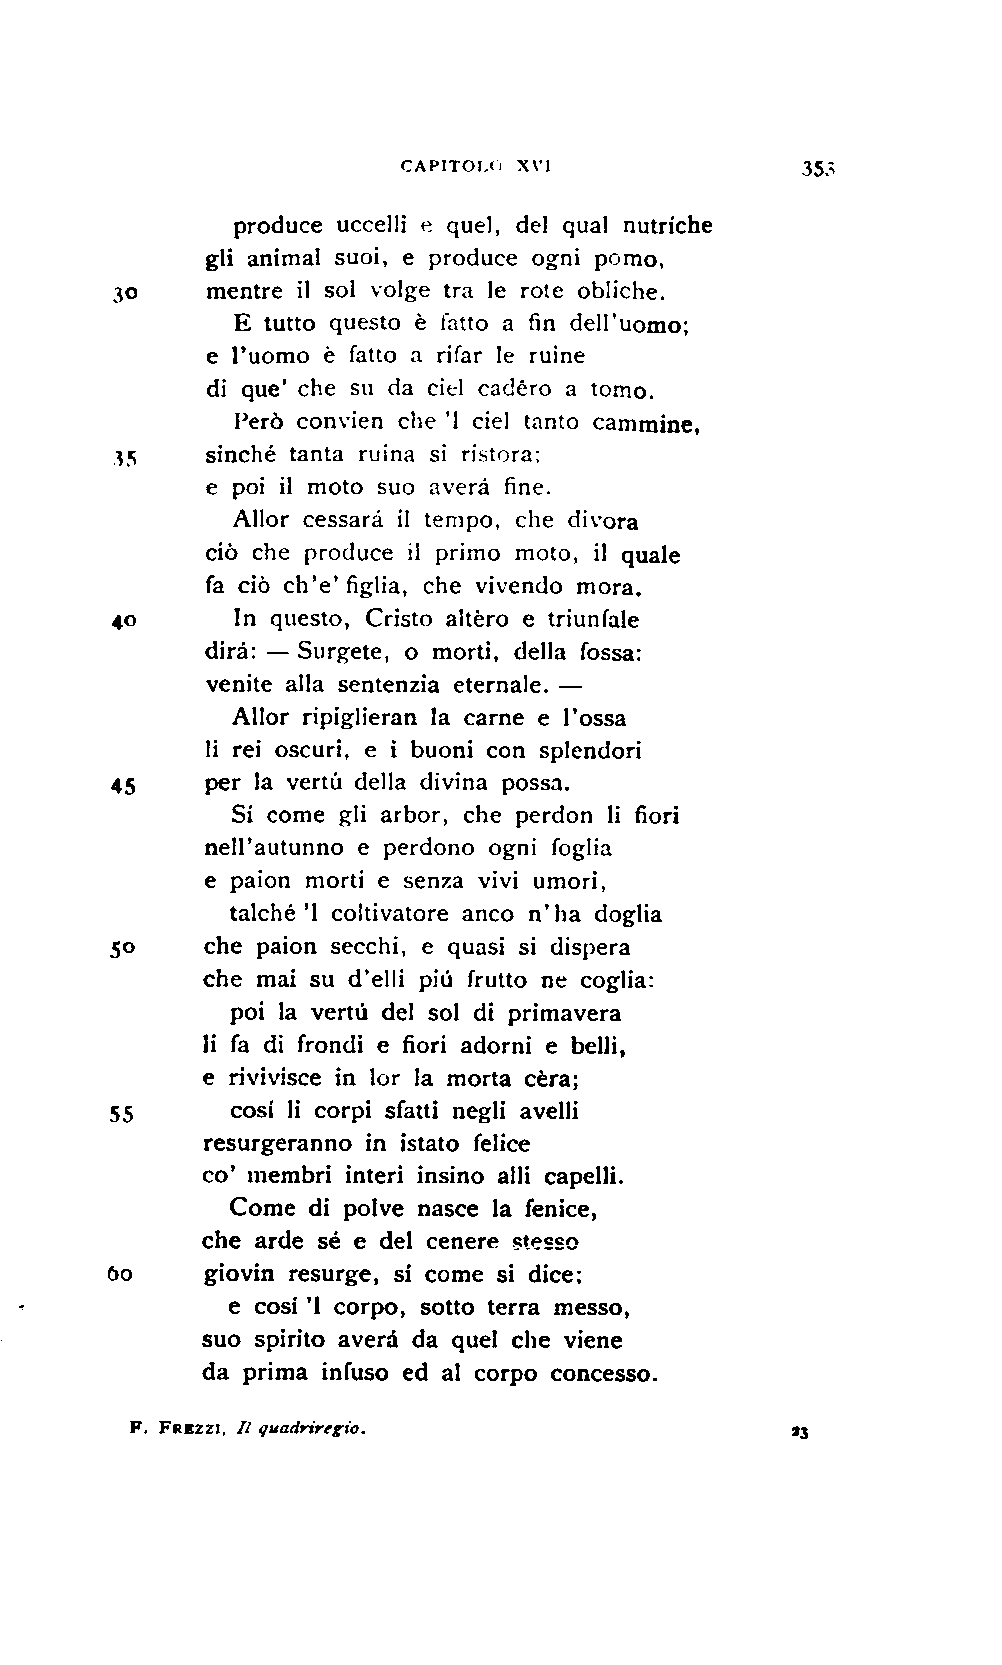 CAPITOLO XVI 353
produce uccelli e quel, del qual nutríche
gli animal suoi, e produce ogni pomo,
30 mentre il sol volge tra le rote obliche.
E tutto questo è fatto a fin dell'uomo;
e l'uomo è fatto a rifar le ruine
di que' che su da ciel cadéro a tomo.
Però convien che 'l ciel tanto cammine,
35 sinché tanta ruina si ristora;
e poi il moto suo averá fine.
Allor cessará il tempo, che divora
ciò che produce il primo moto, il quale
fa ciò ch'e' figlia, che vivendo mora.
40 In questo, Cristo altèro e triunfale
dirá: — Surgete, o morti, della fossa:
venite alla sentenzia eternale. —
Allor ripiglieran la carne e l'ossa
li rei oscuri, e i buoni con splendori
45 per la vertú della divina possa.
Sí come gli arbor, che perdon li fiori
nell'autunno e perdono ogni foglia
e paion morti e senza vivi umori,
talché 'l coltivatore anco n'ha doglia
50 che paion secchi, e quasi si dispera
che mai su d'elli piú frutto ne coglia:
poi la vertú del sol di primavera
li fa di frondi e fiori adorni e belli,
e rivivisce in lor la morta cèra;
55 cosí li corpi sfatti negli avelli
resurgeranno in istato felice
co' membri interi insino alli capelli.
Come di polve nasce la fenice,
che arde sé e del cenere stesso
60 giovin resurge, sí come si dice;
e cosí 'l corpo, sotto terra messo,
suo spirito averá da quel che viene
da prima infuso ed al corpo concesso.
F. FREZZI, Il quadriregio. 23